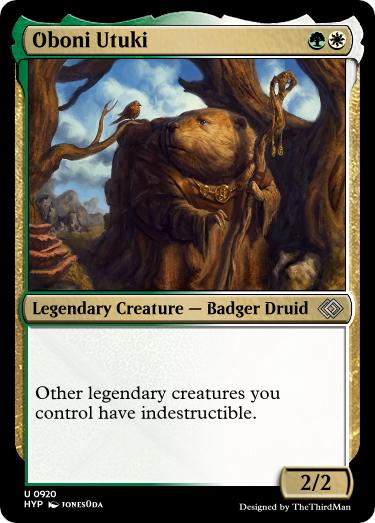 Oboni Utuki
Legendary Creature — Badger Druid
Other legendary creatures you
control have indestructible.
2/2
U 0920
HYP JONES0DA
Designed by TheThirdMan